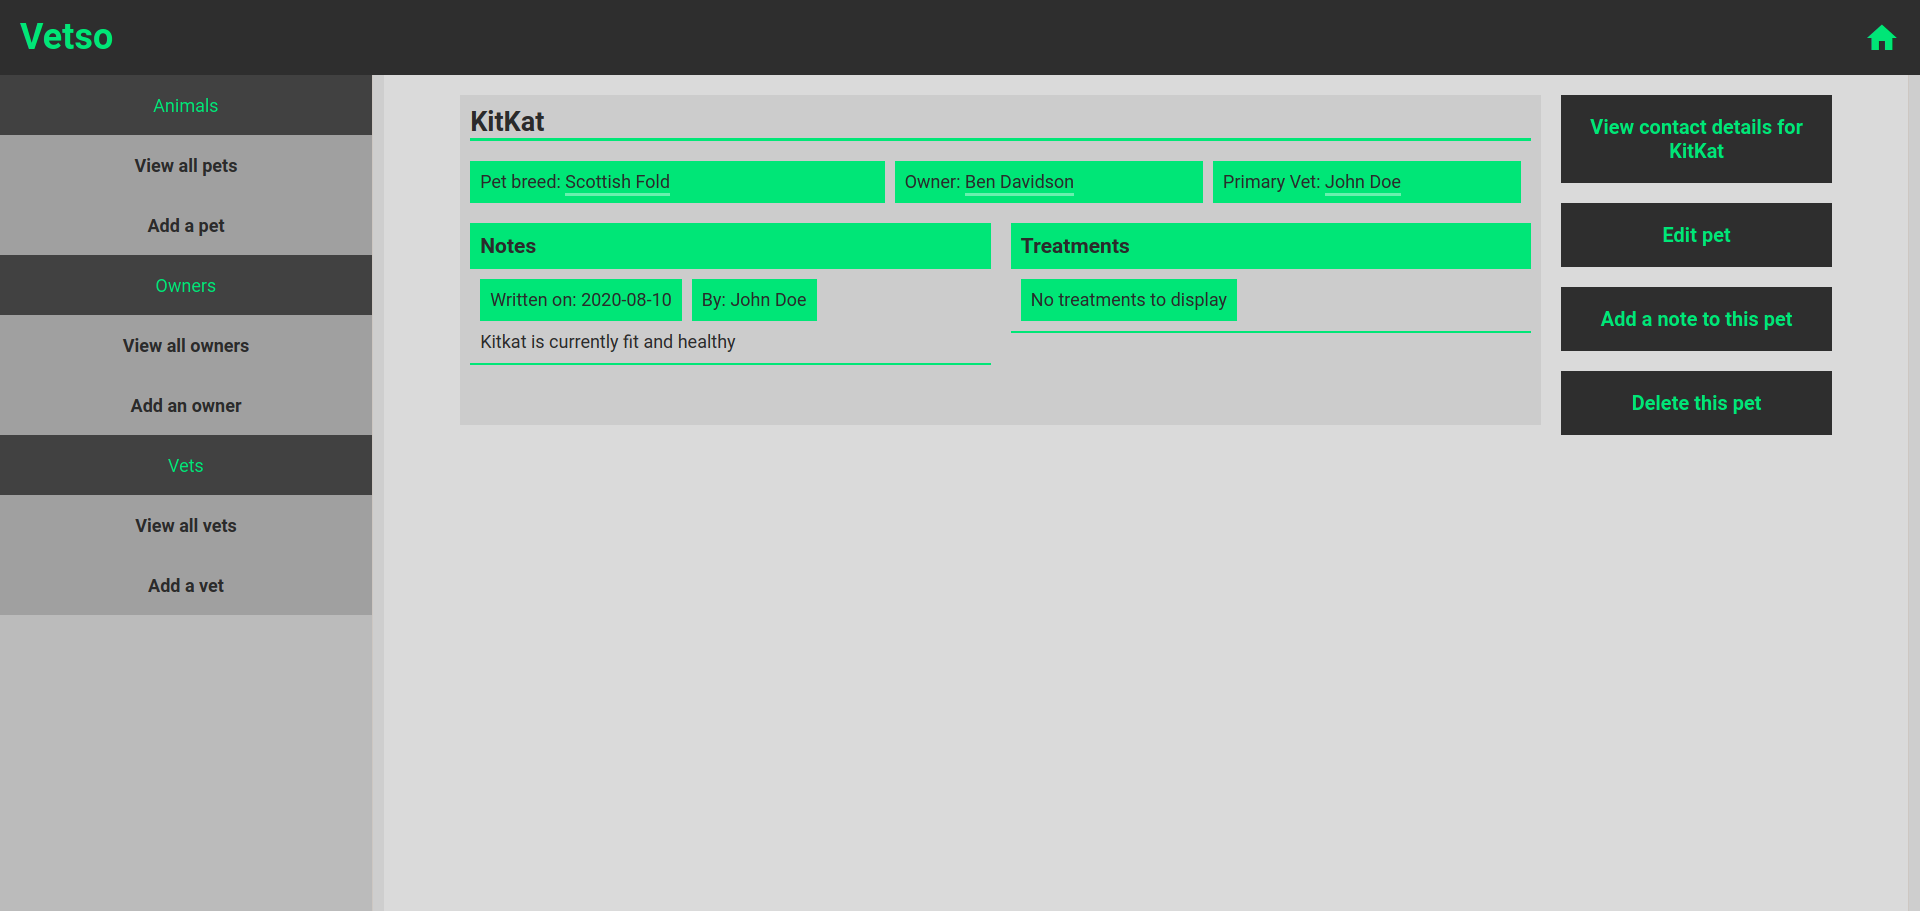 Vetso
Animals
View all pets
Add a pet
Owners
View all owners
Add an owner
Vets
View all vets
Add a vet
KitKat
Pet breed: Scottish Fold
Owner: Ben Davidson
Primary Vet: John Doe
Notes
Written on: 2020-08-10
By: John Doe
Kitkat is currently fit and healthy
Treatments
No treatments to display
View contact details for
KitKat
Edit pet
Add a note to this pet
Delete this pet